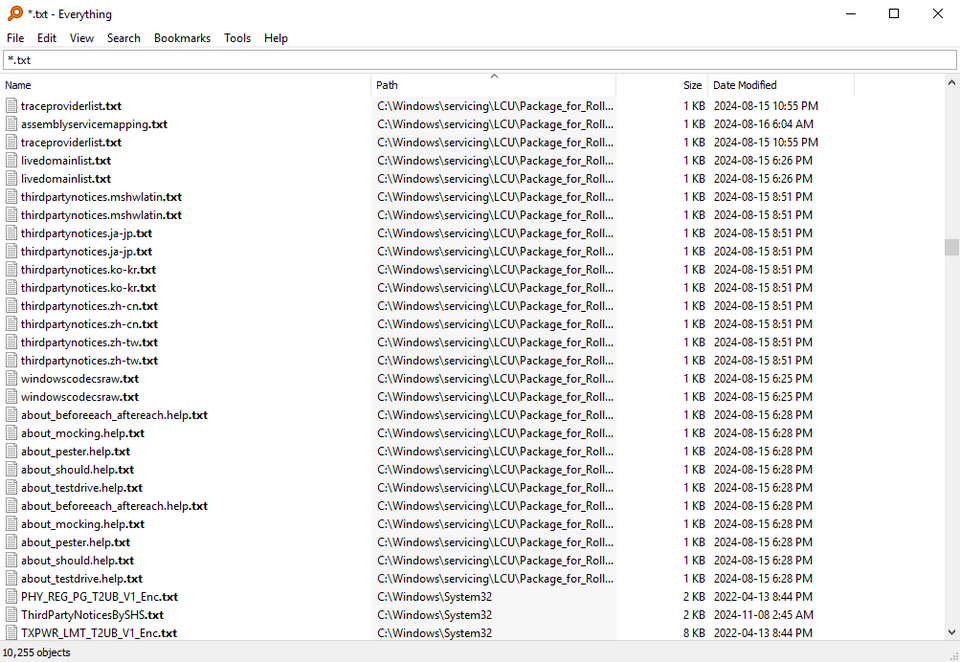 *.txt - Everything
File Edit View Search Bookmarks Tools Help
*.txt
Name Path Size Date Modified
traceproviderlist.txt C:\Windows\servicing\LCU\Package_for_Roll... 1 KB 2024-08-15 10:55 PM
assemblyservicemapping.txt C:\Windows\servicing\LCU\Package_for_Roll... 1 KB 2024-08-16 6:04 AM
traceproviderlist.txt C:\Windows\servicing\LCU\Package_for_Roll... 1 KB 2024-08-15 10:55 PM
livedomainlist.txt C:\Windows\servicing\LCU\Package_for_Roll... 1 KB 2024-08-15 6:26 PM
livedomainlist.txt C:\Windows\servicing\LCU\Package_for_Roll... 1 KB 2024-08-15 6:26 PM
thirdpartynotices.mshwlatin.txt C:\Windows\servicing\LCU\Package_for_Roll... 1 KB 2024-08-15 8:51 PM
thirdpartynotices.mshwlatin.txt C:\Windows\servicing\LCU\Package_for_Roll... 1 KB 2024-08-15 8:51 PM
thirdpartynotices.ja-jp.txt C:\Windows\servicing\LCU\Package_for_Roll... 1 KB 2024-08-15 8:51 PM
thirdpartynotices.ja-jp.txt C:\Windows\servicing\LCU\Package_for_Roll... 1 KB 2024-08-15 8:51 PM
thirdpartynotices.ko-kr.txt C:\Windows\servicing\LCU\Package_for_Roll... 1 KB 2024-08-15 8:51 PM
thirdpartynotices.ko-kr.txt C:\Windows\servicing\LCU\Package_for_Roll... 1 KB 2024-08-15 8:51 PM
thirdpartynotices.zh-cn.txt C:\Windows\servicing\LCU\Package_for_Roll... 1 KB 2024-08-15 8:51 PM
thirdpartynotices.zh-cn.txt C:\Windows\servicing\LCU\Package_for_Roll... 1 KB 2024-08-15 8:51 PM
thirdpartynotices.zh-tw.txt C:\Windows\servicing\LCU\Package_for_Roll... 1 KB 2024-08-15 8:51 PM
thirdpartynotices.zh-tw.txt C:\Windows\servicing\LCU\Package_for_Roll... 1 KB 2024-08-15 8:51 PM
windowscodecsraw.txt C:\Windows\servicing\LCU\Package_for_Roll... 1 KB 2024-08-15 6:25 PM
windowscodecsraw.txt C:\Windows\servicing\LCU\Package_for_Roll... 1 KB 2024-08-15 6:25 PM
about_beforeeach_aftereach.help.txt C:\Windows\servicing\LCU\Package_for_Roll... 1 KB 2024-08-15 6:28 PM
about_mocking.help.txt C:\Windows\servicing\LCU\Package_for_Roll... 1 KB 2024-08-15 6:28 PM
about_pester.help.txt C:\Windows\servicing\LCU\Package_for_Roll... 1 KB 2024-08-15 6:28 PM
about_should.help.txt C:\Windows\servicing\LCU\Package_for_Roll... 1 KB 2024-08-15 6:28 PM
about_testdrive.help.txt C:\Windows\servicing\LCU\Package_for_Roll... 1 KB 2024-08-15 6:28 PM
about_beforeeach_aftereach.help.txt C:\Windows\servicing\LCU\Package_for_Roll... 1 KB 2024-08-15 6:28 PM
about_mocking.help.txt C:\Windows\servicing\LCU\Package_for_Roll... 1 KB 2024-08-15 6:28 PM
about_pester.help.txt C:\Windows\servicing\LCU\Package_for_Roll... 1 KB 2024-08-15 6:28 PM
about_should.help.txt C:\Windows\servicing\LCU\Package_for_Roll... 1 KB 2024-08-15 6:28 PM
about_testdrive.help.txt C:\Windows\servicing\LCU\Package_for_Roll... 1 KB 2024-08-15 6:28 PM
PHY_REG_PG_T2UB_V1_Enc.txt C:\Windows\System32 2 KB 2022-04-13 8:44 PM
ThirdPartyNoticesBySHS.txt C:\Windows\System32 2 KB 2024-11-08 2:45 AM
TXPWR_LMT_T2UB_V1_Enc.txt C:\Windows\System32 8 KB 2022-04-13 8:44 PM
10,255 objects